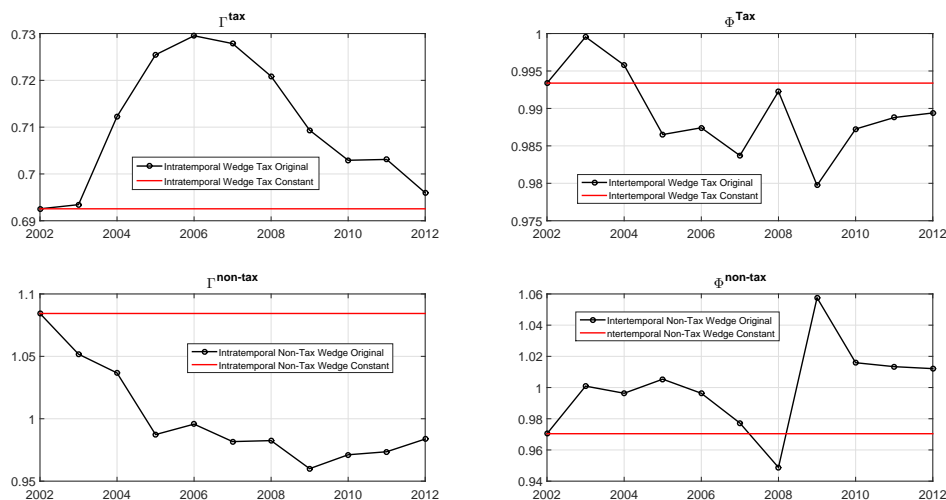 Γtax
0.73
0.72
0.71
0.7
0.69
2002 2004 2006 2008 2010 2012
Intratemporal Wedge Tax Original
Intratemporal Wedge Tax Constant
ΦTax
1
0.995
0.99
0.985
0.98
0.975
2002 2004 2006 2008 2010 2012
Intertemporal Wedge Tax Original
Intertemporal Wedge Tax Constant
Γnon-tax
1.1
1.05
1
0.95
2002 2004 2006 2008 2010 2012
Intratemporal Non-Tax Wedge Original
Intratemporal Non-Tax Wedge Constant
Φnon-tax
1.06
1.04
1.02
1
0.98
0.96
0.94
2002 2004 2006 2008 2010 2012
Intertemporal Non-Tax Wedge Original
ntertemporal Non-Tax Wedge Constant